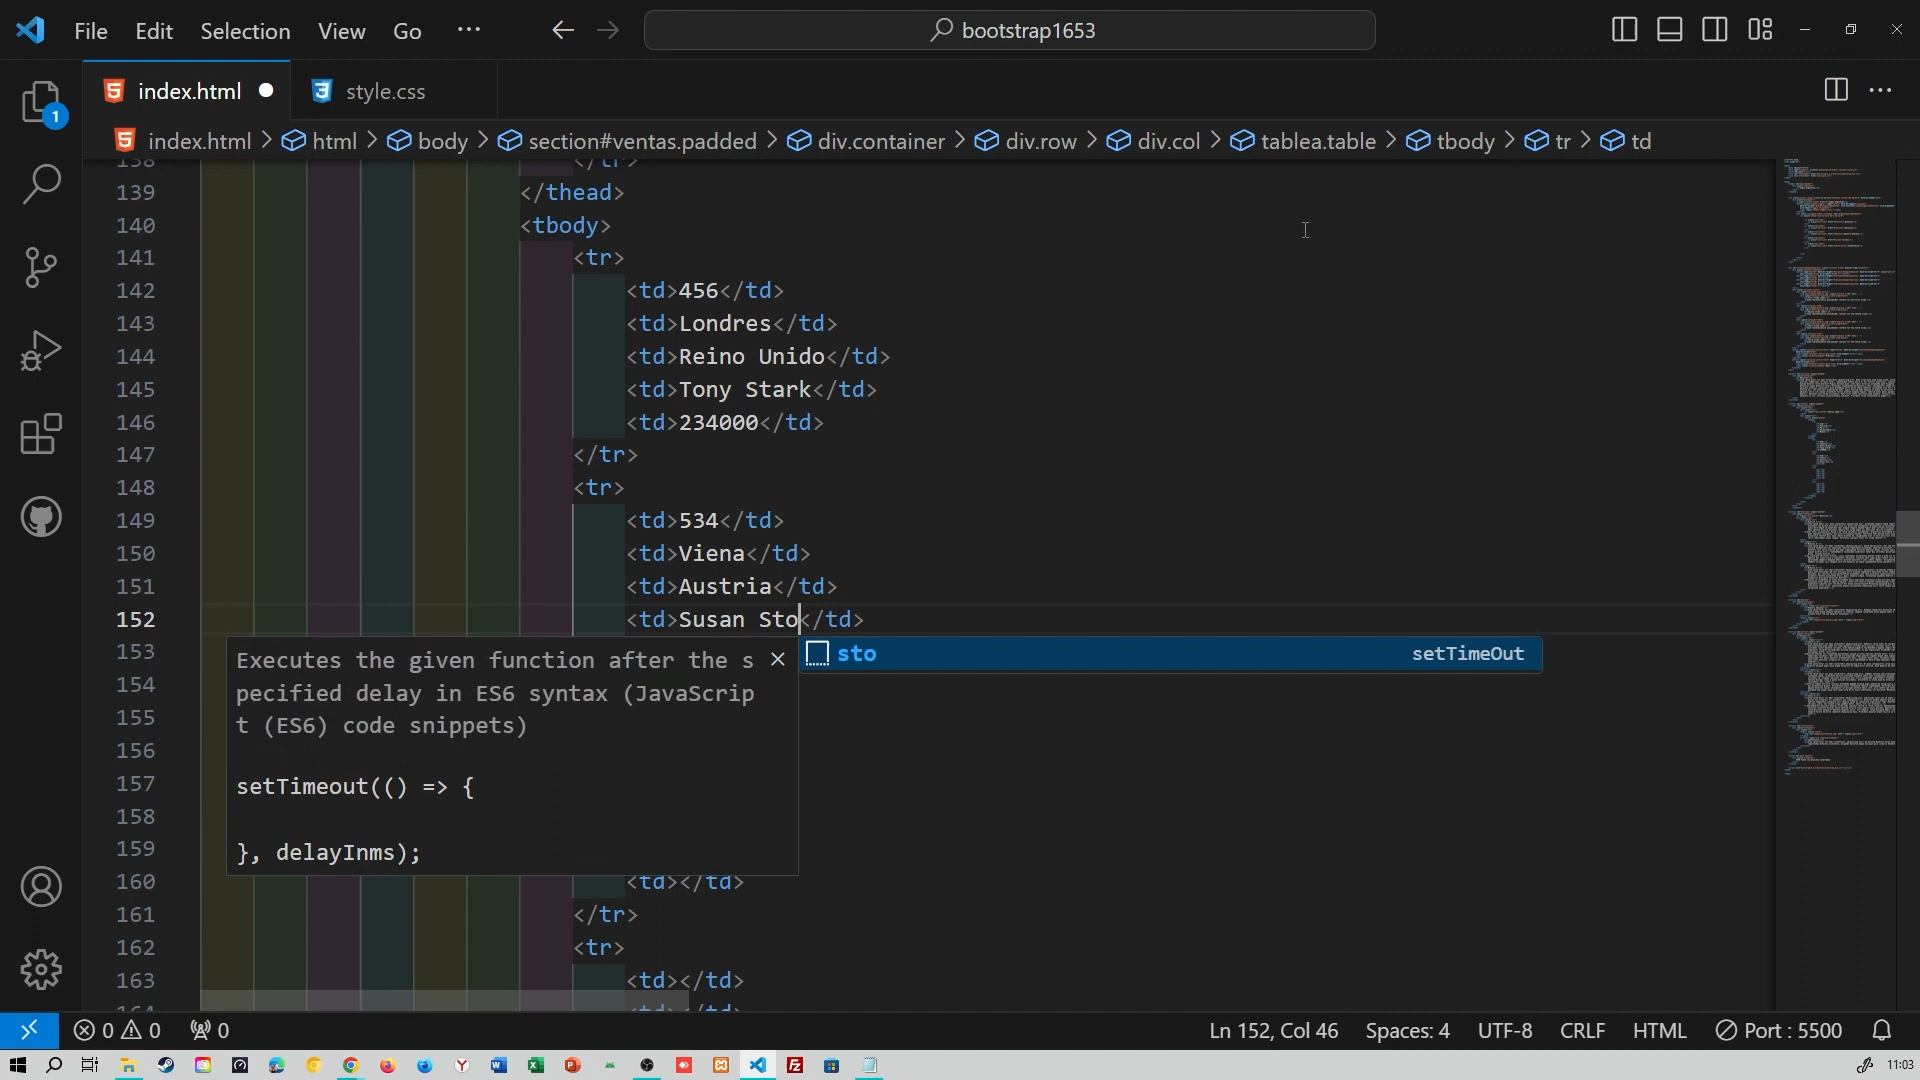 File Edit Selection View Go ··· bootstrap1653
index.html style.css
1
index.html > html > body > section#ventas.padded > div.container > div.row > div.col > tablea.table > tbody > tr > td
138 </tr>
139 </thead>
140 <tbody>
141 <tr>
142 <td>456</td>
143 <td>Londres</td>
144 <td>Reino Unido</td>
145 <td>Tony Stark</td>
146 <td>234000</td>
147 </tr>
148 <tr>
149 <td>534</td>
150 <td>Viena</td>
151 <td>Austria</td>
152 <td>Susan Sto</td>
153
154
155
156
157
158
159
sto setTimeOut
Executes the given function after the s
pecified delay in ES6 syntax (JavaScrip
t (ES6) code snippets)
setTimeout(() => {
}, delayInms);
160 <td></td>
161 </tr>
162 <tr>
163 <td></td>
164 <td></td>
0 0 0 Ln 152, Col 46 Spaces: 4 UTF-8 CRLF HTML Port : 5500
11:03